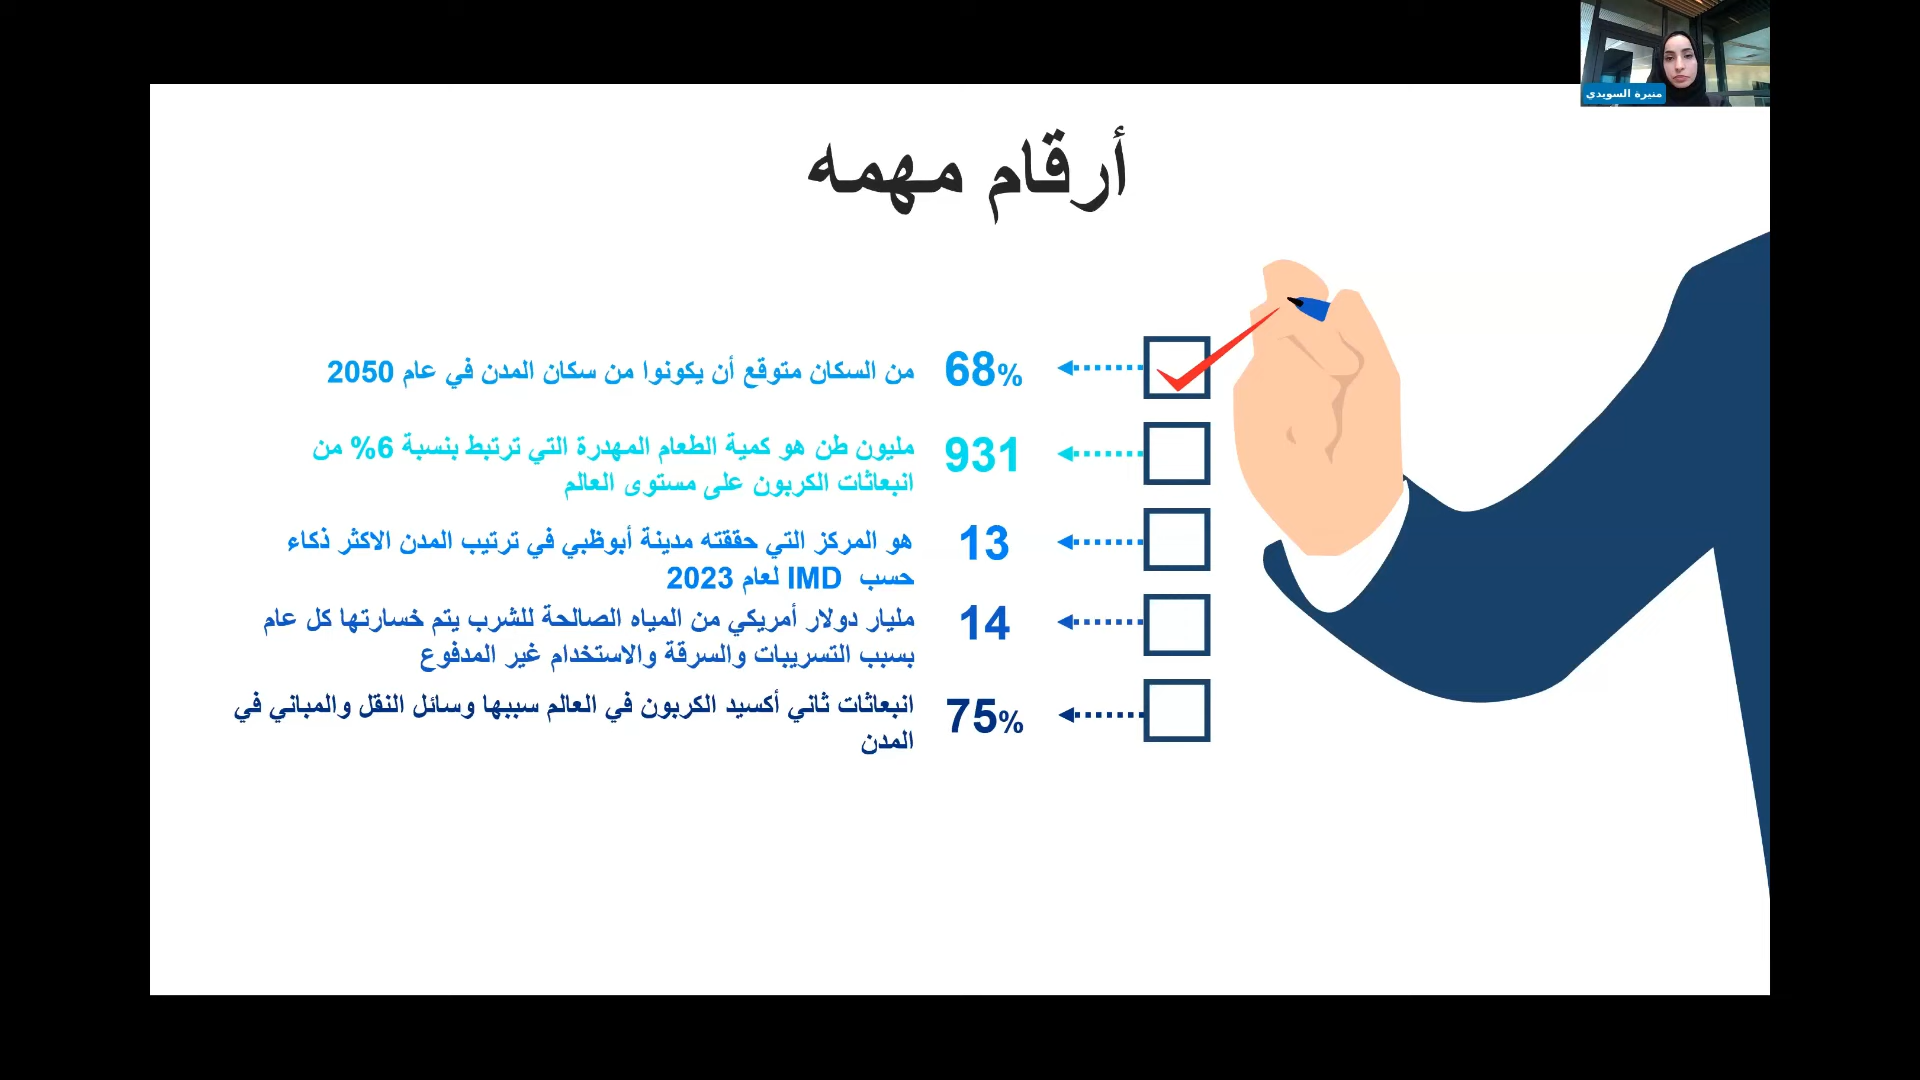 منيرة السويدي
أرقام مهمه
68%
من السكان متوقع أن يكونوا من سكان المدن في عام 2050
931
مليون طن هو كمية الطعام المهدرة التي ترتبط بنسبة 6% من
انبعاثات الكربون على مستوى العالم
13
هو المركز التي حققته مدينة أبوظبي في ترتيب المدن الاكثر ذكاء
حسب IMD لعام 2023
14
مليار دولار أمريكي من المياه الصالحة للشرب يتم خسارتها كل عام
بسبب التسريبات والسرقة والاستخدام غير المدفوع
75%
انبعاثات ثاني أكسيد الكربون في العالم سببها وسائل النقل والمباني في
المدن